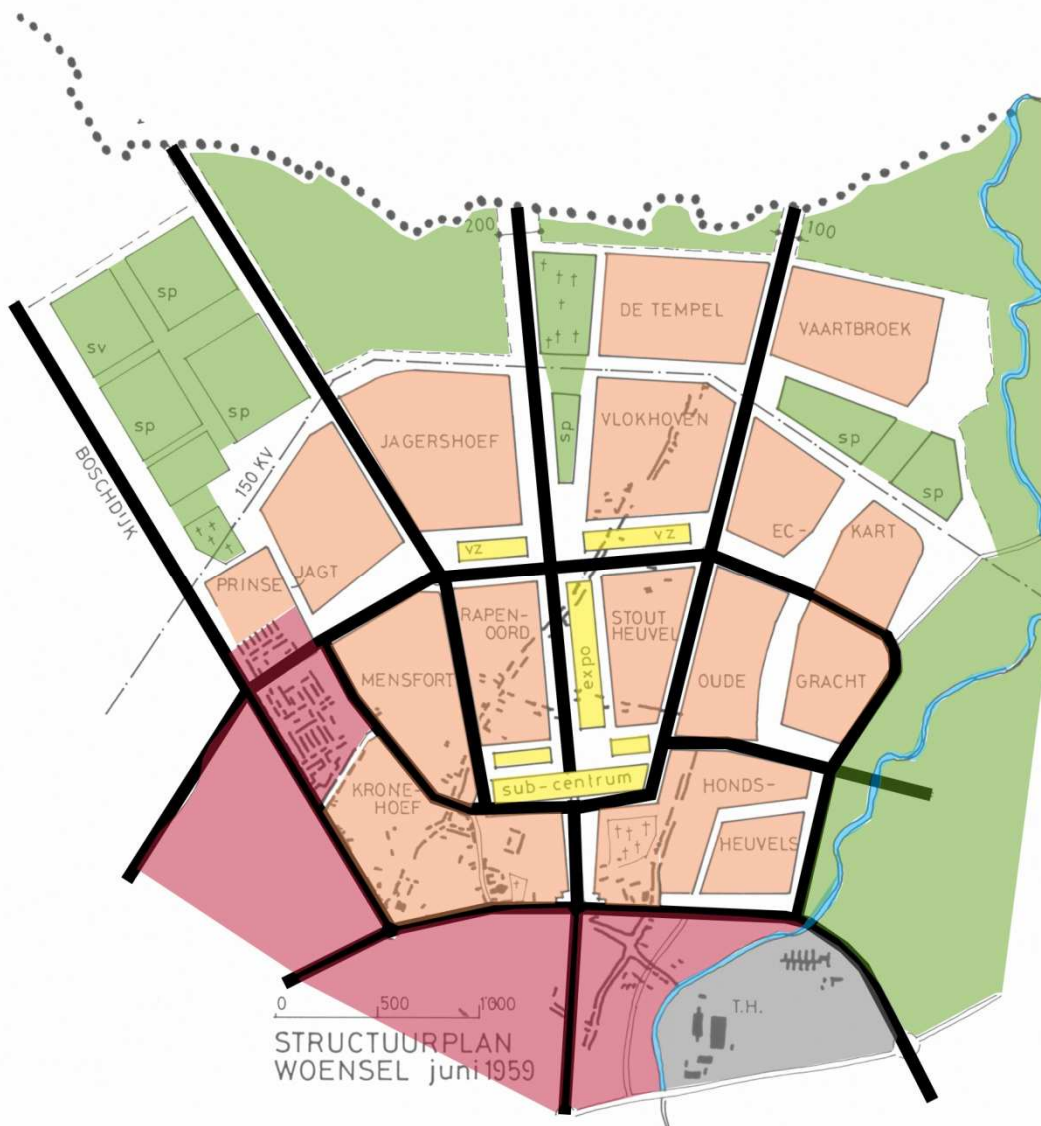 200
100
DE TEMPEL
VAARTBROEK
sp
sv
sp
sp
BOSCHDIJK
150 KV
JAGERSHOEF
sp
VLOKHOVEN
sp
sp
EC-
KART
PRINSE
JAGT
vz
vz
RAPEN-
OORD
STOUT
HEUVEL
expo
MENSFORT
OUDE
GRACHT
sub-centrum
KRONE-
HOEF
HONDS-
HEUVELS
T.H.
0 500 1000
STRUCTUURPLAN
WOENSEL juni 1959